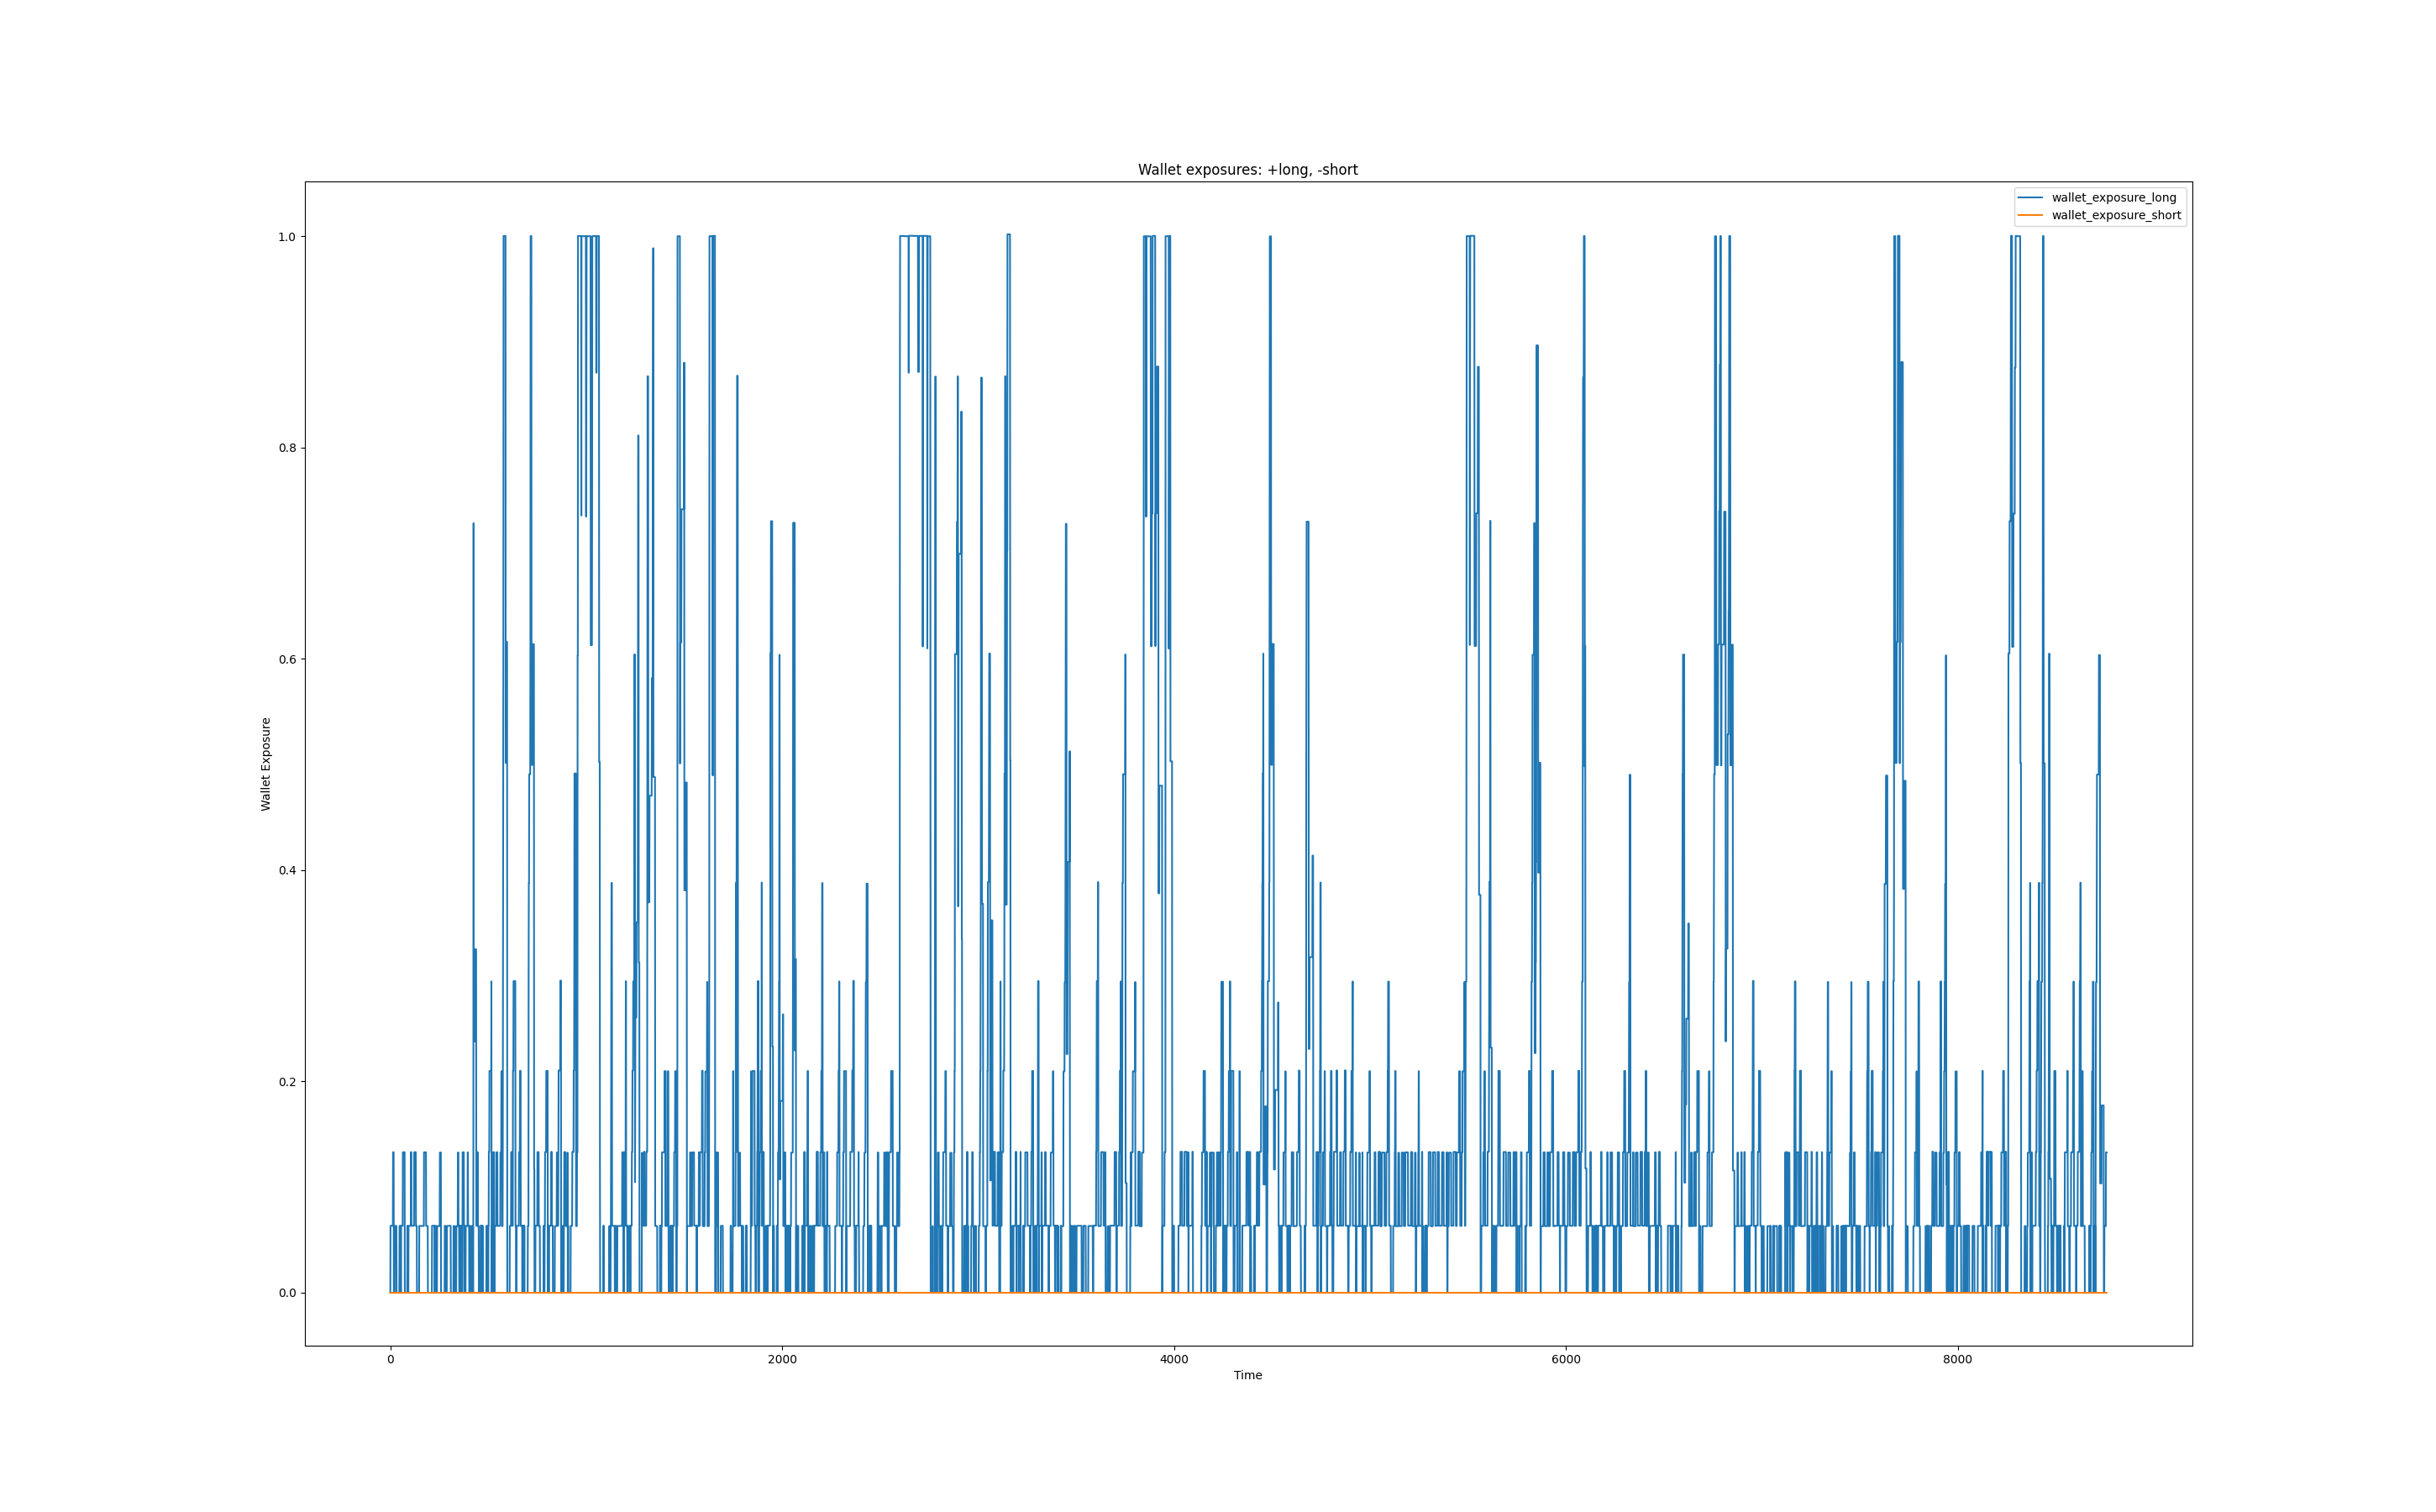 Wallet exposures: +long, -short
wallet_exposure_long
wallet_exposure_short
1.0
0.8
0.6
0.4
0.2
0.0
Wallet Exposure
0 2000 4000 6000 8000
Time